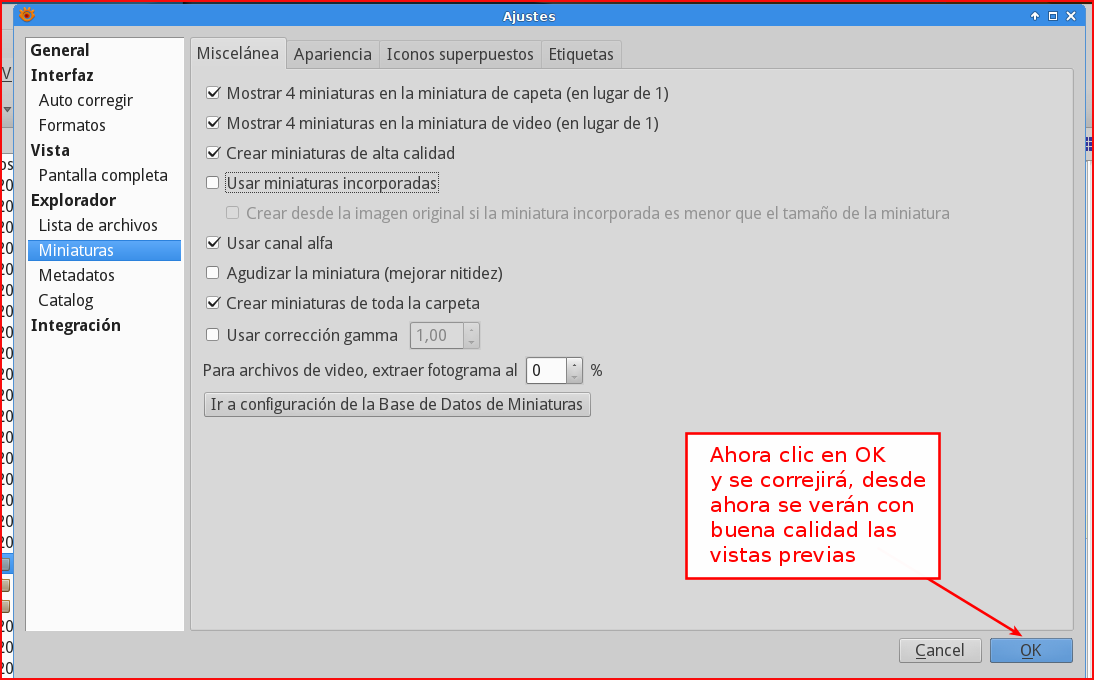 Ajustes
General
Interfaz
Auto corregir
Formatos
Vista
Pantalla completa
Explorador
Lista de archivos
Miniaturas
Metadatos
Catalog
Integración
Miscelánea
Apariencia
Iconos superpuestos
Etiquetas
Mostrar 4 miniaturas en la miniatura de capeta (en lugar de 1)
Mostrar 4 miniaturas en la miniatura de video (en lugar de 1)
Crear miniaturas de alta calidad
Usar miniaturas incorporadas
Crear desde la imagen original si la miniatura incorporada es menor que el tamaño de la miniatura
Usar canal alfa
Agudizar la miniatura (mejorar nitidez)
Crear miniaturas de toda la carpeta
Usar corrección gamma 1,00
Para archivos de video, extraer fotograma al 0 %
Ir a configuración de la Base de Datos de Miniaturas
Ahora clic en OK
y se correjirá, desde
ahora se verán con
buena calidad las
vistas previas
Cancel
OK